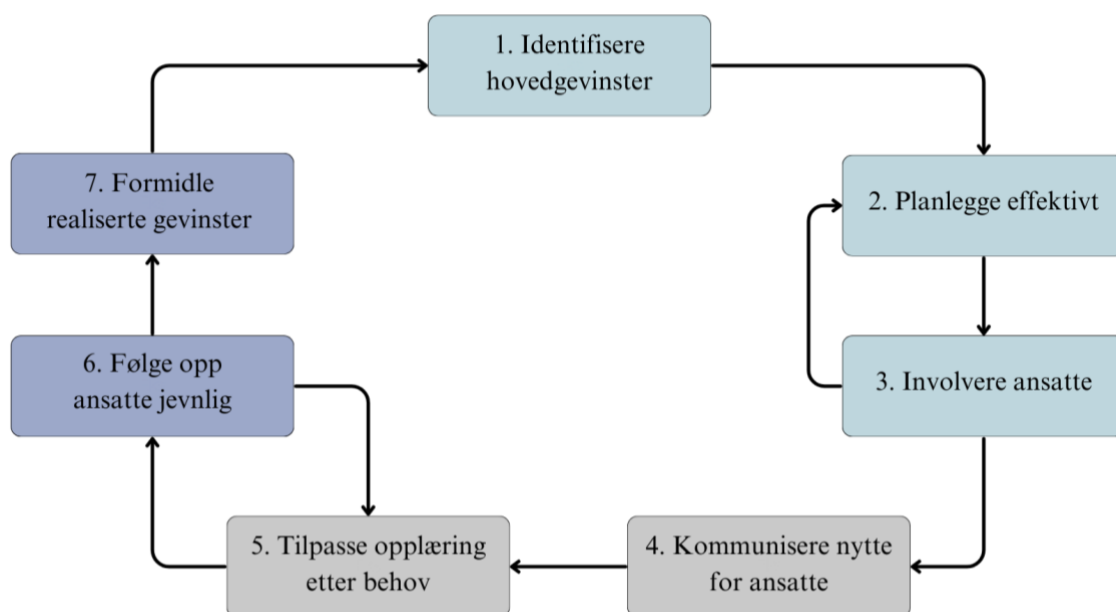 1. Identifisere
hovedgevinster
2. Planlegge effektivt
3. Involvere ansatte
4. Kommunisere nytte
for ansatte
5. Tilpasse opplæring
etter behov
6. Følge opp
ansatte jevnlig
7. Formidle
realiserte gevinster